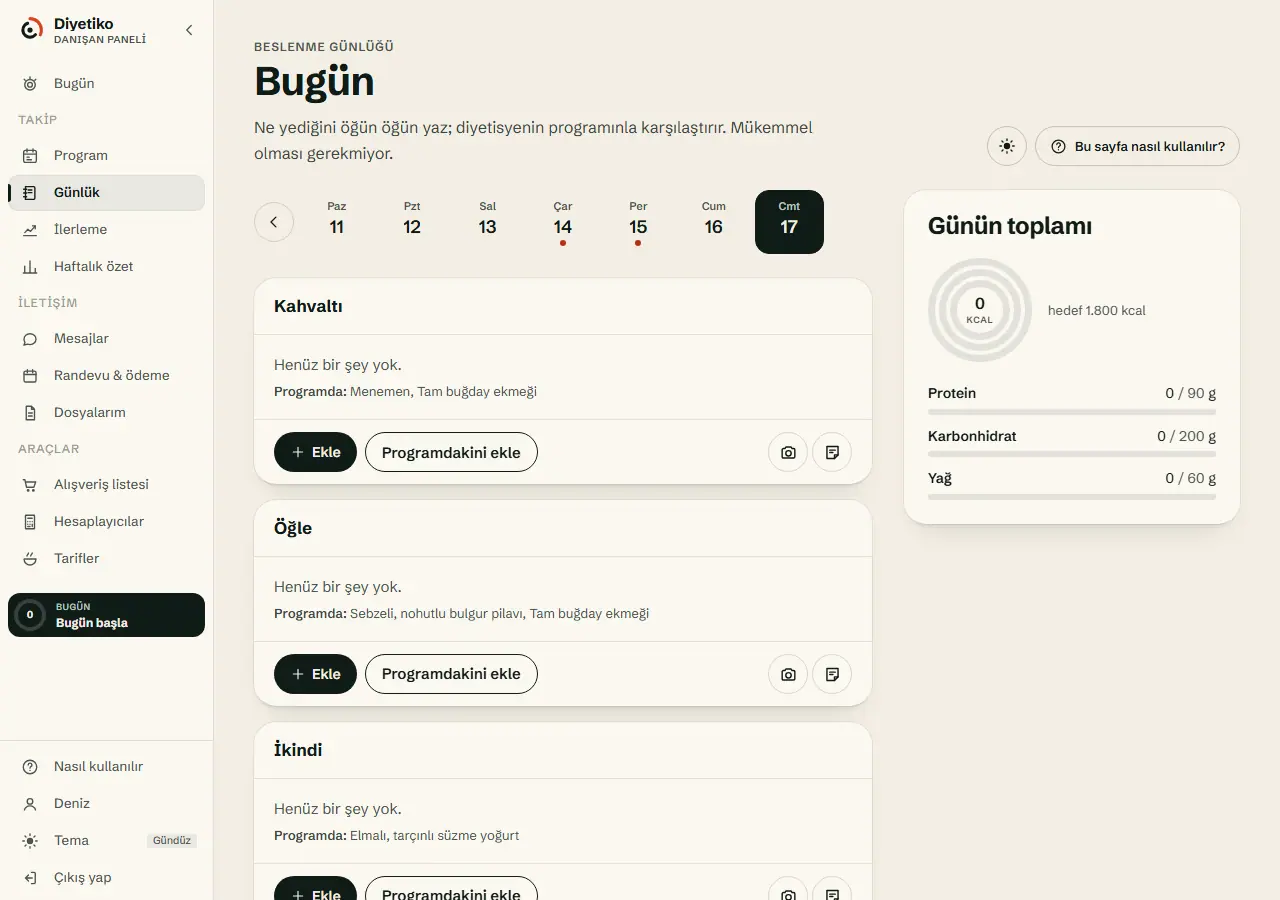 Diyetiko
DANIŞAN PANELİ
Bugün
TAKİP
Program
Günlük
İlerleme
Haftalık özet
İLETİŞİM
Mesajlar
Randevu & ödeme
Dosyalarım
ARAÇLAR
Alışveriş listesi
Hesaplayıcılar
Tarifler
0
BUGÜN
Bugün başla
Nasıl kullanılır
Deniz
Tema
Gündüz
Çıkış yap
BESLENME GÜNLÜĞÜ
Bugün
Ne yediğini öğün öğün yaz; diyetisyenin programınla karşılaştırır. Mükemmel
olması gerekmiyor.
Bu sayfa nasıl kullanılır?
Paz Pzt Sal Çar Per Cum Cmt
11 12 13 14 15 16 17
Kahvaltı
Henüz bir şey yok.
Programda: Menemen, Tam buğday ekmeği
+ Ekle
Programdakini ekle
Öğle
Henüz bir şey yok.
Programda: Sebzeli, nohutlu bulgur pilavı, Tam buğday ekmeği
+ Ekle
Programdakini ekle
İkindi
Henüz bir şey yok.
Programda: Elmalı, tarçınlı süzme yoğurt
+ Ekle
Programdakini ekle
Günün toplamı
0
KCAL
hedef 1.800 kcal
Protein 0 / 90 g
Karbonhidrat 0 / 200 g
Yağ 0 / 60 g